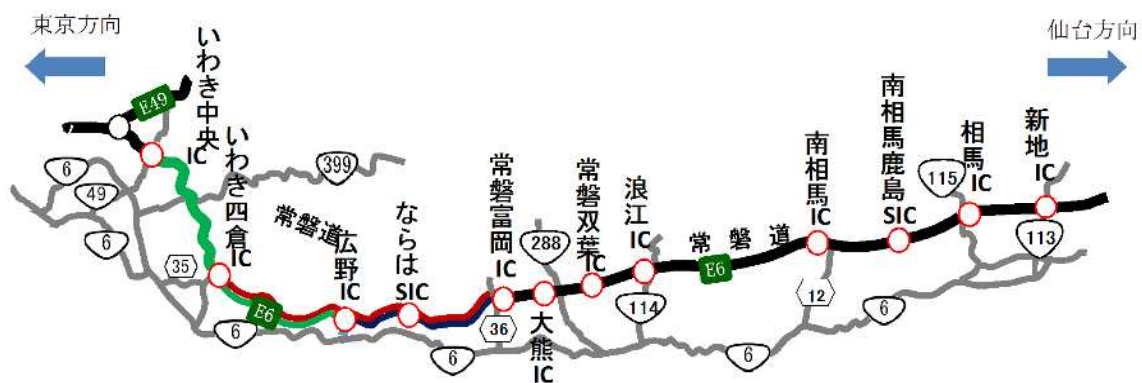 東京方向
仙台方向
いわき中央
IC
E49
いわき四倉
IC
6
49
6
399
35
常磐道
E6
6
広野
IC
ならは
SIC
常磐富岡
IC
36
6
288
大熊
IC
常磐双葉
IC
浪江
IC
114
常磐道
E6
6
南相馬
IC
12
南相馬鹿島
SIC
6
115
相馬
IC
新地
IC
113